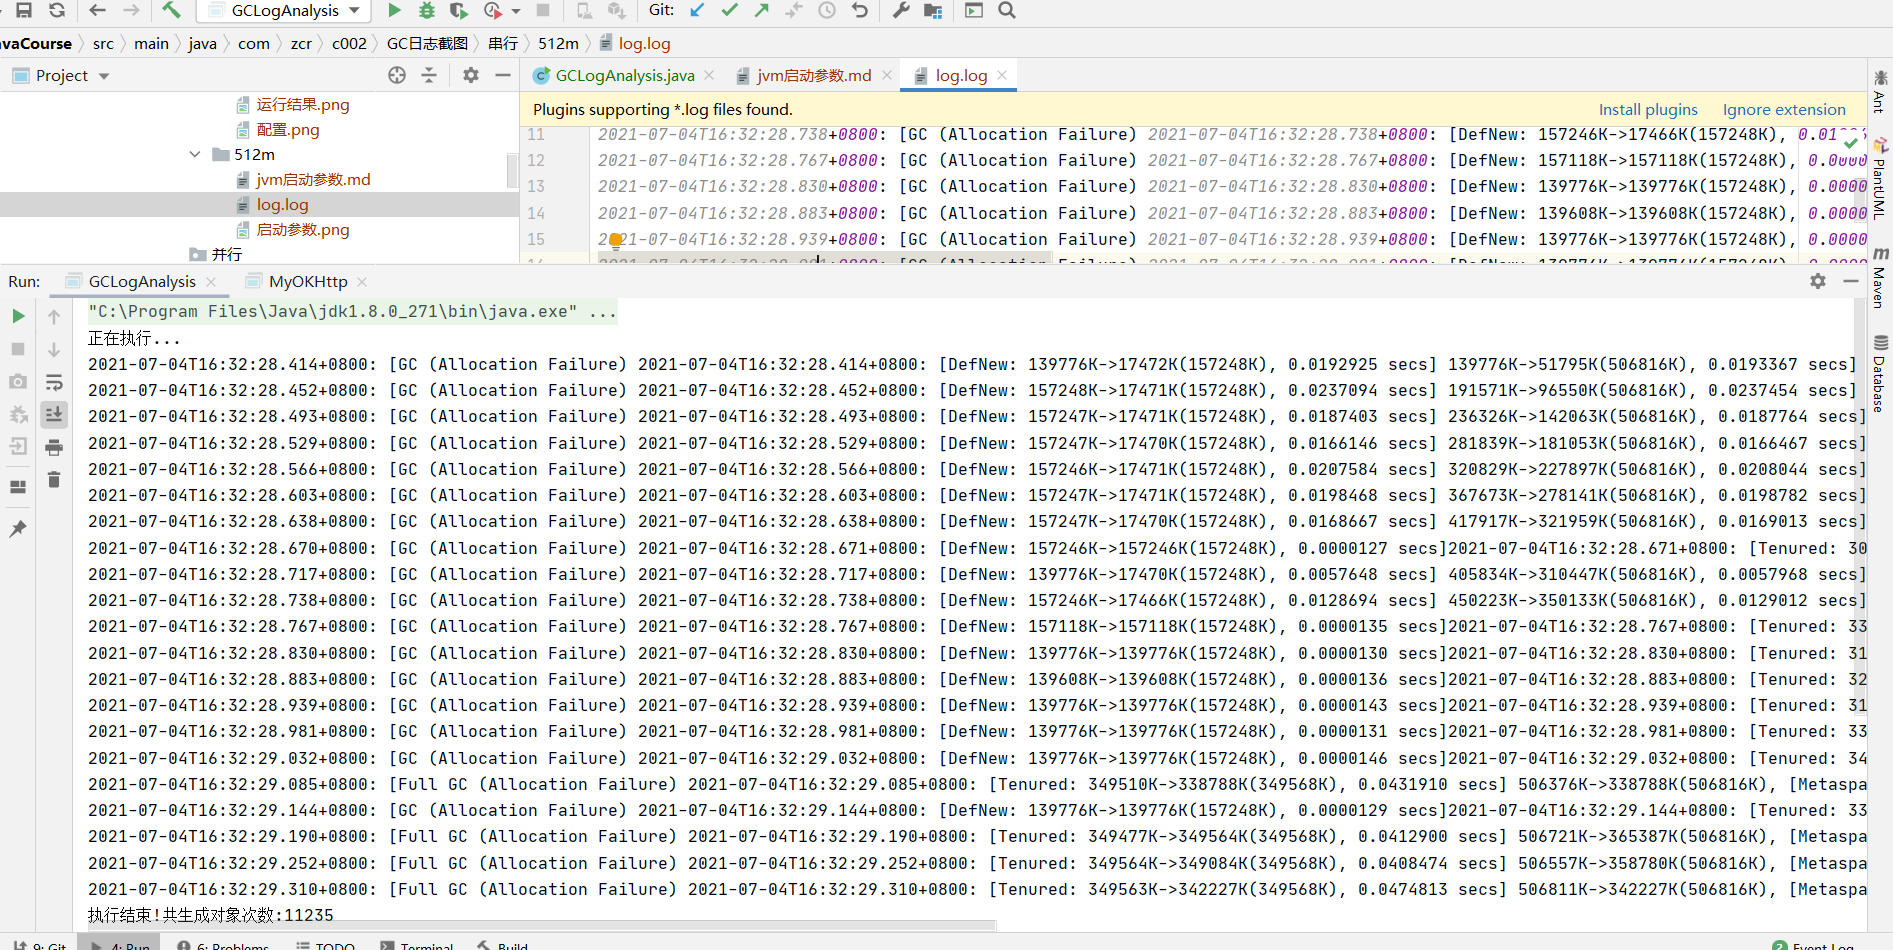 GCLogAnalysis
Git:
avaCourse
src
main
java
com
zcr
c002
GC日志截图
串行
512m
log.log
Project
GCLogAnalysis.java
jvm启动参数.md
log.log
Plugins supporting *.log files found.
Install plugins
Ignore extension
运行结果.png
配置.png
512m
jvm启动参数.md
log.log
启动参数.png
并行
11 2021-07-04T16:32:28.738+0800: [GC (Allocation Failure) 2021-07-04T16:32:28.738+0800: [DefNew: 157246K->17466K(157248K),
12 2021-07-04T16:32:28.767+0800: [GC (Allocation Failure) 2021-07-04T16:32:28.767+0800: [DefNew: 157118K->157118K(157248K), 0.0000
13 2021-07-04T16:32:28.830+0800: [GC (Allocation Failure) 2021-07-04T16:32:28.830+0800: [DefNew: 139776K->139776K(157248K), 0.0000
14 2021-07-04T16:32:28.883+0800: [GC (Allocation Failure) 2021-07-04T16:32:28.883+0800: [DefNew: 139608K->139608K(157248K), 0.0000
15 2021-07-04T16:32:28.939+0800: [GC (Allocation Failure) 2021-07-04T16:32:28.939+0800: [DefNew: 139776K->139776K(157248K), 0.0000
Ant
PlantUML
Maven
Database
Run:
GCLogAnalysis
MyOKHttp
"C:\Program Files\Java\jdk1.8.0_271\bin\java.exe" ...
正在执行...
2021-07-04T16:32:28.414+0800: [GC (Allocation Failure) 2021-07-04T16:32:28.414+0800: [DefNew: 139776K->17472K(157248K), 0.0192925 secs] 139776K->51795K(506816K), 0.0193367 secs]
2021-07-04T16:32:28.452+0800: [GC (Allocation Failure) 2021-07-04T16:32:28.452+0800: [DefNew: 157248K->17471K(157248K), 0.0237094 secs] 191571K->96550K(506816K), 0.0237454 secs]
2021-07-04T16:32:28.493+0800: [GC (Allocation Failure) 2021-07-04T16:32:28.493+0800: [DefNew: 157247K->17471K(157248K), 0.0187403 secs] 236326K->142063K(506816K), 0.0187764 secs]
2021-07-04T16:32:28.529+0800: [GC (Allocation Failure) 2021-07-04T16:32:28.529+0800: [DefNew: 157247K->17470K(157248K), 0.0166146 secs] 281839K->181053K(506816K), 0.0166467 secs]
2021-07-04T16:32:28.566+0800: [GC (Allocation Failure) 2021-07-04T16:32:28.566+0800: [DefNew: 157246K->17471K(157248K), 0.0207584 secs] 320829K->227897K(506816K), 0.0208044 secs]
2021-07-04T16:32:28.603+0800: [GC (Allocation Failure) 2021-07-04T16:32:28.603+0800: [DefNew: 157247K->17471K(157248K), 0.0198468 secs] 367673K->278141K(506816K), 0.0198782 secs]
2021-07-04T16:32:28.638+0800: [GC (Allocation Failure) 2021-07-04T16:32:28.638+0800: [DefNew: 157247K->17470K(157248K), 0.0168667 secs] 417917K->321959K(506816K), 0.0169013 secs]
2021-07-04T16:32:28.670+0800: [GC (Allocation Failure) 2021-07-04T16:32:28.671+0800: [DefNew: 157246K->157246K(157248K), 0.0000127 secs]2021-07-04T16:32:28.671+0800: [Tenured: 30
2021-07-04T16:32:28.717+0800: [GC (Allocation Failure) 2021-07-04T16:32:28.717+0800: [DefNew: 139776K->17470K(157248K), 0.0057648 secs] 405834K->310447K(506816K), 0.0057968 secs]
2021-07-04T16:32:28.738+0800: [GC (Allocation Failure) 2021-07-04T16:32:28.738+0800: [DefNew: 157246K->17466K(157248K), 0.0128694 secs] 450223K->350133K(506816K), 0.0129012 secs]
2021-07-04T16:32:28.767+0800: [GC (Allocation Failure) 2021-07-04T16:32:28.767+0800: [DefNew: 157118K->157118K(157248K), 0.0000135 secs]2021-07-04T16:32:28.767+0800: [Tenured: 33
2021-07-04T16:32:28.830+0800: [GC (Allocation Failure) 2021-07-04T16:32:28.830+0800: [DefNew: 139776K->139776K(157248K), 0.0000130 secs]2021-07-04T16:32:28.830+0800: [Tenured: 31
2021-07-04T16:32:28.883+0800: [GC (Allocation Failure) 2021-07-04T16:32:28.883+0800: [DefNew: 139608K->139608K(157248K), 0.0000136 secs]2021-07-04T16:32:28.883+0800: [Tenured: 32
2021-07-04T16:32:28.939+0800: [GC (Allocation Failure) 2021-07-04T16:32:28.939+0800: [DefNew: 139776K->139776K(157248K), 0.0000143 secs]2021-07-04T16:32:28.939+0800: [Tenured: 31
2021-07-04T16:32:28.981+0800: [GC (Allocation Failure) 2021-07-04T16:32:28.981+0800: [DefNew: 139776K->139776K(157248K), 0.0000131 secs]2021-07-04T16:32:28.981+0800: [Tenured: 33
2021-07-04T16:32:29.032+0800: [GC (Allocation Failure) 2021-07-04T16:32:29.032+0800: [DefNew: 139776K->139776K(157248K), 0.0000146 secs]2021-07-04T16:32:29.032+0800: [Tenured: 34
2021-07-04T16:32:29.085+0800: [Full GC (Allocation Failure) 2021-07-04T16:32:29.085+0800: [Tenured: 349510K->338788K(349568K), 0.0431910 secs] 506376K->338788K(506816K), [Metaspa
2021-07-04T16:32:29.144+0800: [GC (Allocation Failure) 2021-07-04T16:32:29.144+0800: [DefNew: 139776K->139776K(157248K), 0.0000129 secs]2021-07-04T16:32:29.144+0800: [Tenured: 33
2021-07-04T16:32:29.190+0800: [Full GC (Allocation Failure) 2021-07-04T16:32:29.190+0800: [Tenured: 349477K->349564K(349568K), 0.0412900 secs] 506721K->365387K(506816K), [Metaspa
2021-07-04T16:32:29.252+0800: [Full GC (Allocation Failure) 2021-07-04T16:32:29.252+0800: [Tenured: 349564K->349084K(349568K), 0.0408474 secs] 506557K->358780K(506816K), [Metaspa
2021-07-04T16:32:29.310+0800: [Full GC (Allocation Failure) 2021-07-04T16:32:29.310+0800: [Tenured: 349563K->342227K(349568K), 0.0474813 secs] 506811K->342227K(506816K), [Metaspa
执行结束!共生成对象次数:11235
9: Git
4: Run
6: Problems
TODO
Terminal
Build
2 Event Log